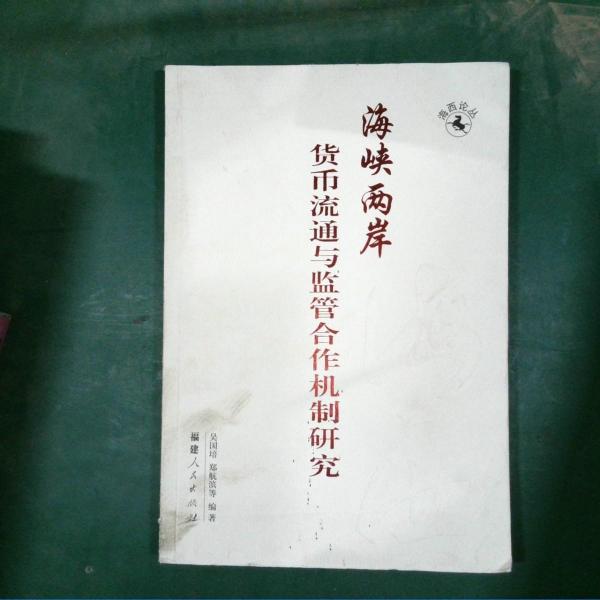 海西论丛
海峡两岸
货币流通与监管合作机制研究
吴国培 郑航滨等 编著
福建人民出版社